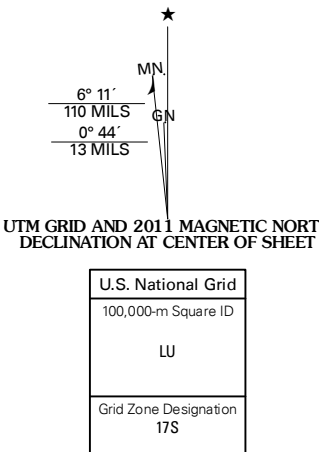 ★
MN.
GN
6° 11´
110 MILS
0° 44´
13 MILS
UTM GRID AND 2011 MAGNETIC NORT
DECLINATION AT CENTER OF SHEET
U.S. National Grid
100,000-m Square ID
LU
Grid Zone Designation
17S